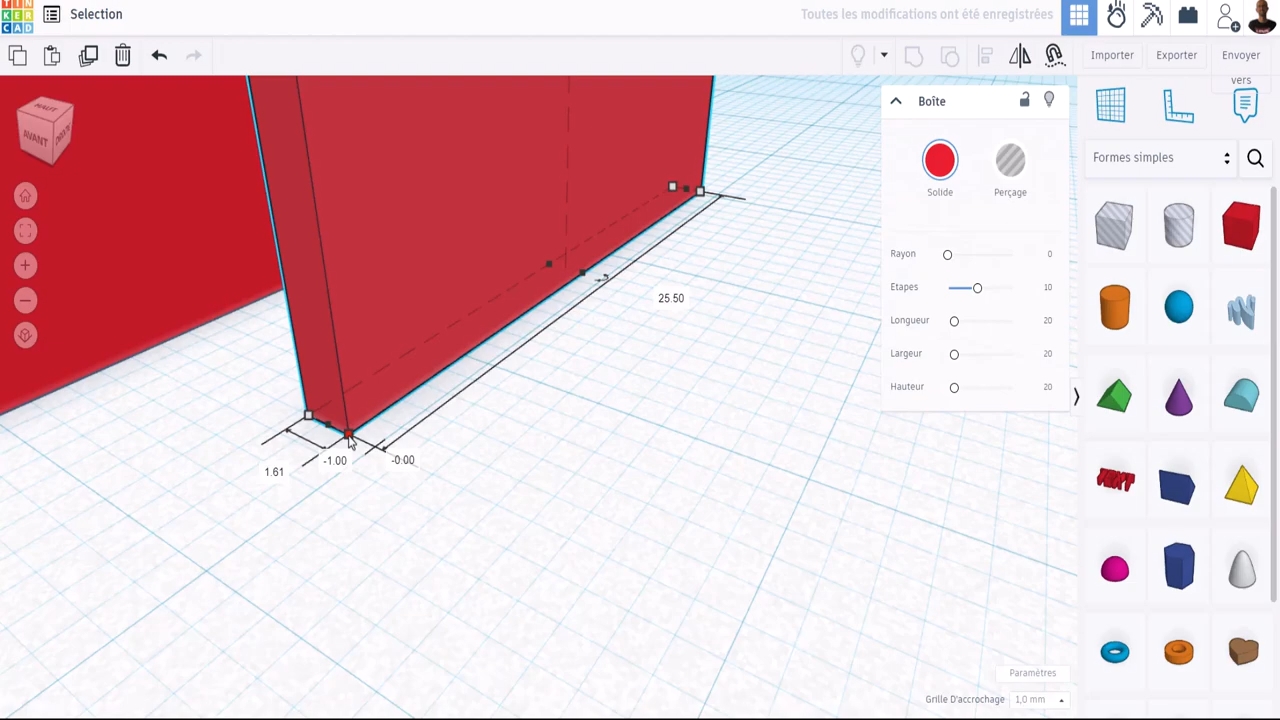 TIN
KER
CAD
Selection
Toutes les modifications ont été enregistrées
Importer
Exporter
Envoyer vers
HAUT
AVANT
Boîte
Solide
Perçage
Rayon 0
Etapes 10
Longueur 20
Largeur 20
Hauteur 20
Formes simples
25.50
1.61
-1.00
-0.00
Paramètres
Grille D'accrochage 1,0 mm